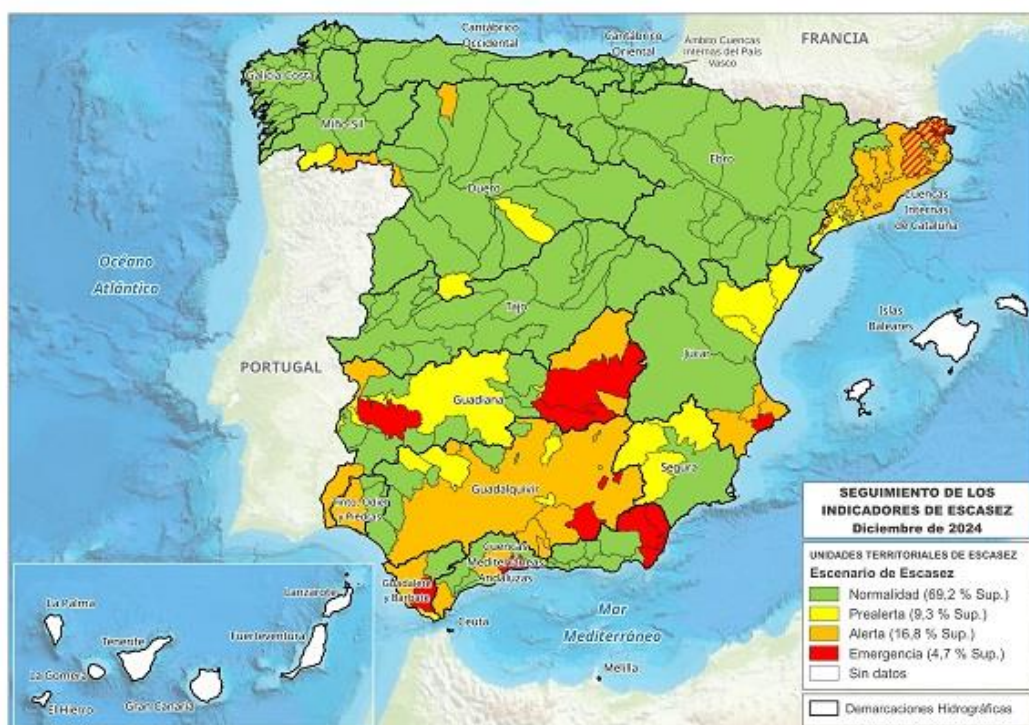 Cantábrico
Occidental
Cantábrico
Oriental
Ámbito Cuencas
Internas del País
Vasco
FRANCIA
Galicia Costa
Miño-Sil
Ebro
Duero
Cuencas
Internas
de Cataluña
Océano
Atlántico
Tajo
Islas
Baleares
PORTUGAL
Júcar
Guadiana
Segura
Guadalquivir
Tinto, Odiel
y Piedras
Cuencas
Mediterráneas
Andaluzas
Guadalete
y Barbate
Ceuta
Mar
Mediterráneo
Melilla
Lanzarote
La Palma
Fuerteventura
Tenerife
La Gomera
El Hierro
Gran Canaria
SEGUIMIENTO DE LOS
INDICADORES DE ESCASEZ
Diciembre de 2024
UNIDADES TERRITORIALES DE ESCASEZ
Escenario de Escasez
Normalidad (69,2 % Sup.)
Prealerta (9,3 % Sup.)
Alerta (16,8 % Sup.)
Emergencia (4,7 % Sup.)
Sin datos
Demarcaciones Hidrográficas